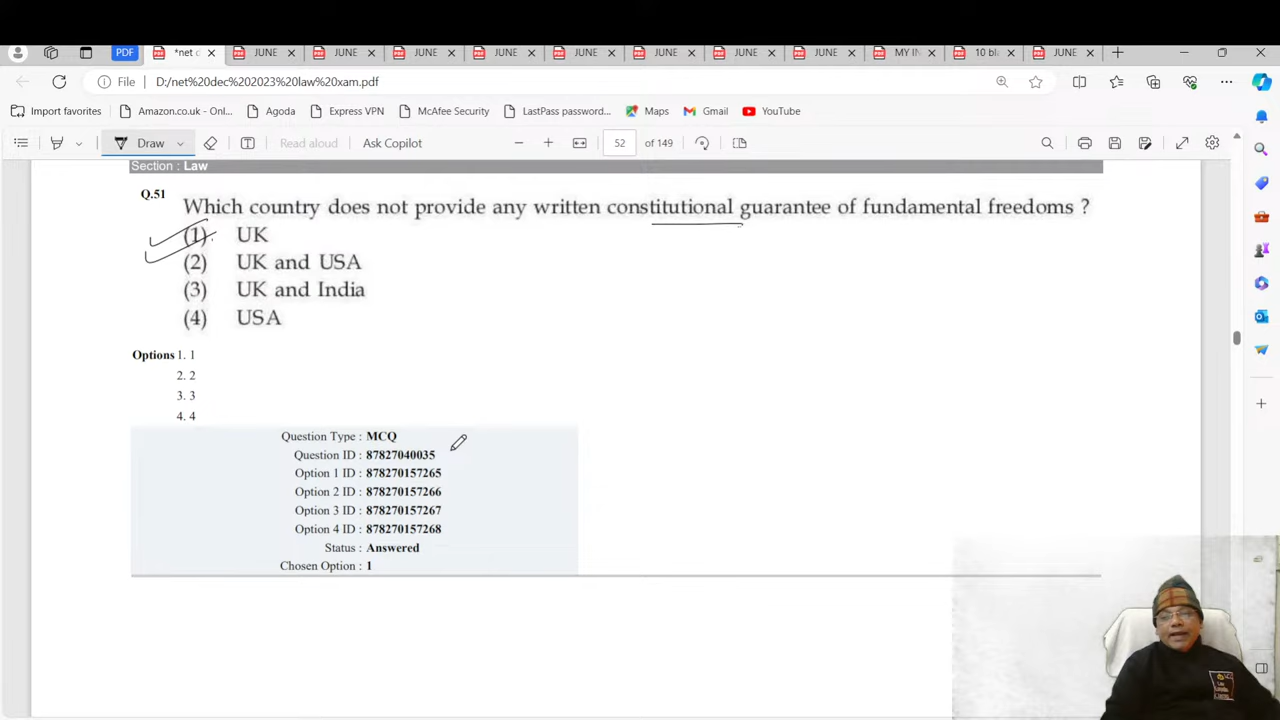 PDF
*net d
JUNE
JUNE
JUNE
JUNE
JUNE
JUNE
JUNE
JUNE
MY IN
10 bl
JUNE
File
D:/net%20dec%202023%20law%20xam.pdf
Import favorites
Amazon.co.uk - Onl...
Agoda
Express VPN
McAfee Security
LastPass password...
Maps
Gmail
YouTube
Draw
Read aloud
Ask Copilot
52 of 149
Section : Law
Q.51 Which country does not provide any written constitutional guarantee of fundamental freedoms ?
(1) UK
(2) UK and USA
(3) UK and India
(4) USA
Options 1. 1
2. 2
3. 3
4. 4
Question Type : MCQ
Question ID : 87827040035
Option 1 ID : 878270157265
Option 2 ID : 878270157266
Option 3 ID : 878270157267
Option 4 ID : 878270157268
Status : Answered
Chosen Option : 1